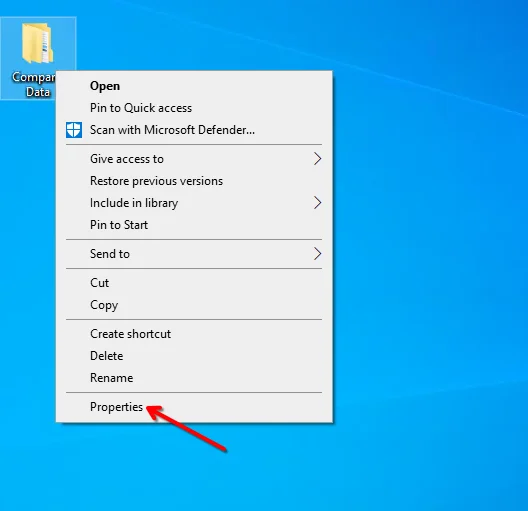 Company
Data
Open
Pin to Quick access
Scan with Microsoft Defender...
Give access to
Restore previous versions
Include in library
Pin to Start
Send to
Cut
Copy
Create shortcut
Delete
Rename
Properties